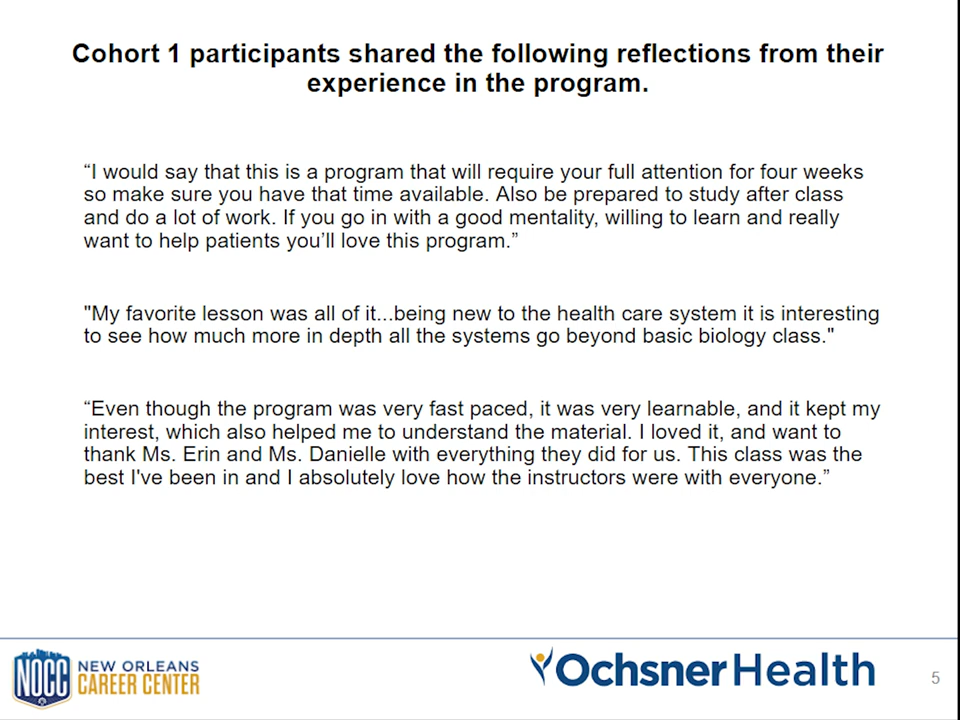 Cohort 1 participants shared the following reflections from their
experience in the program.
“I would say that this is a program that will require your full attention for four weeks
so make sure you have that time available. Also be prepared to study after class
and do a lot of work. If you go in with a good mentality, willing to learn and really
want to help patients you’ll love this program.”
"My favorite lesson was all of it...being new to the health care system it is interesting
to see how much more in depth all the systems go beyond basic biology class."
“Even though the program was very fast paced, it was very learnable, and it kept my
interest, which also helped me to understand the material. I loved it, and want to
thank Ms. Erin and Ms. Danielle with everything they did for us. This class was the
best I've been in and I absolutely love how the instructors were with everyone.”
NOCC
NEW ORLEANS
CAREER CENTER
Ochsner Health
5